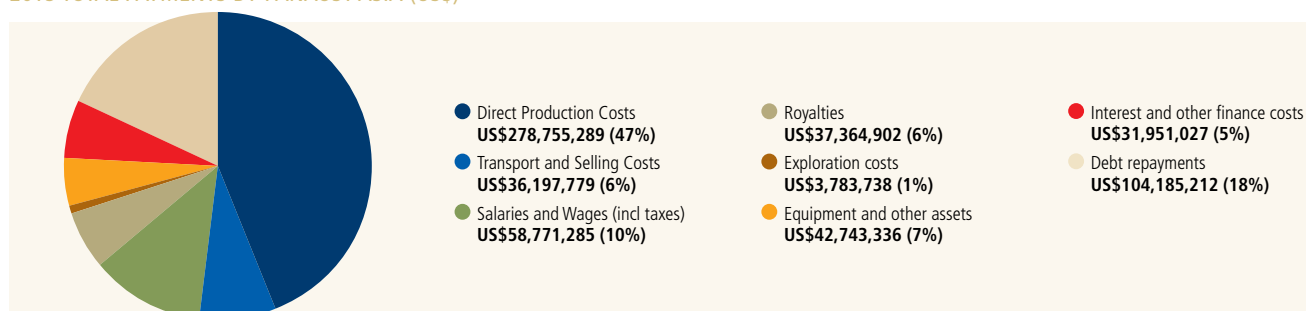 Direct Production Costs
US$278,755,289 (47%)
Transport and Selling Costs
US$36,197,779 (6%)
Salaries and Wages (incl taxes)
US$58,771,285 (10%)
Royalties
US$37,364,902 (6%)
Exploration costs
US$3,783,738 (1%)
Equipment and other assets
US$42,743,336 (7%)
Interest and other finance costs
US$31,951,027 (5%)
Debt repayments
US$104,185,212 (18%)